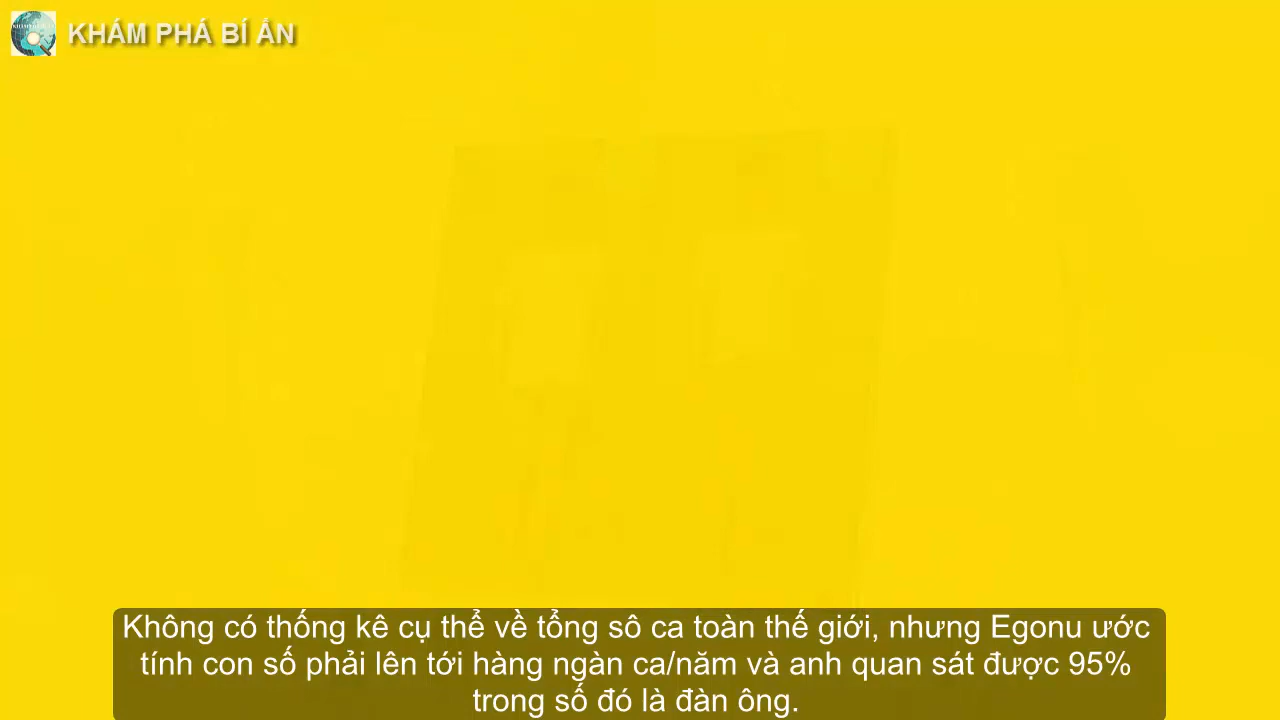 KHÁM PHÁ BÍ ẨN
Không có thống kê cụ thể về tổng sô ca toàn thế giới, nhưng Egonu ước
tính con số phải lên tới hàng ngàn ca/năm và anh quan sát được 95%
trong số đó là đàn ông.